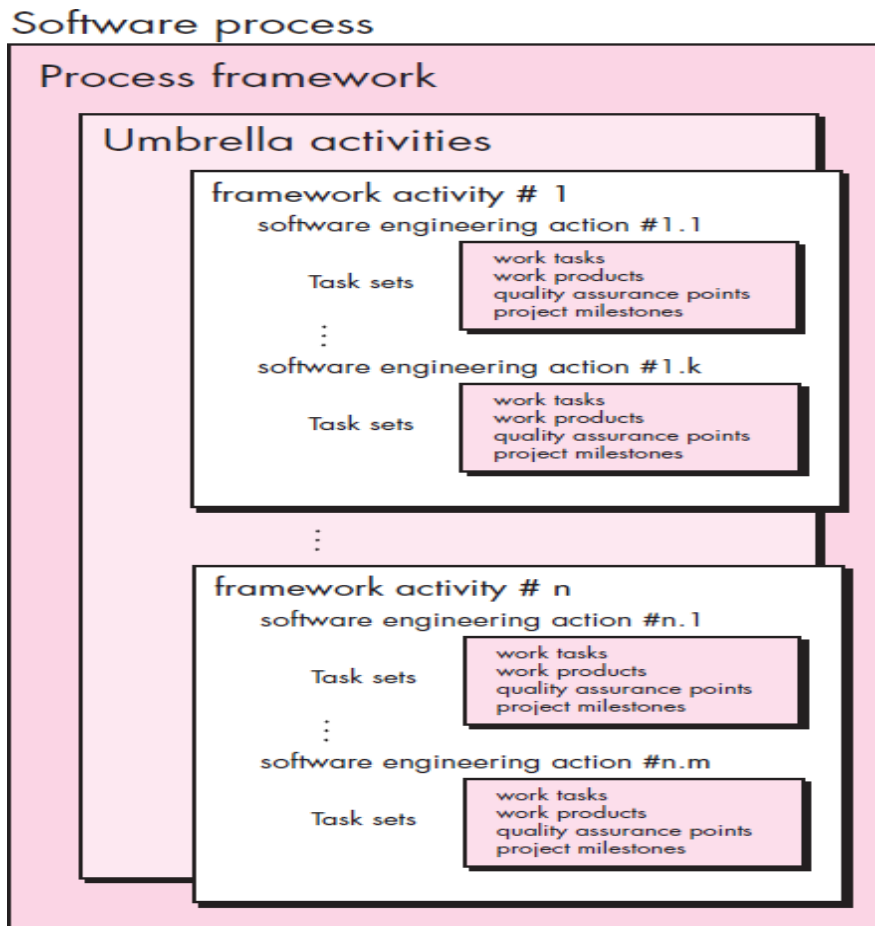 Software process
Process framework
Umbrella activities
framework activity # 1
software engineering action #1.1
Task sets
work tasks
work products
quality assurance points
project milestones
software engineering action #1.k
Task sets
work tasks
work products
quality assurance points
project milestones
framework activity # n
software engineering action #n.1
Task sets
work tasks
work products
quality assurance points
project milestones
software engineering action #n.m
Task sets
work tasks
work products
quality assurance points
project milestones